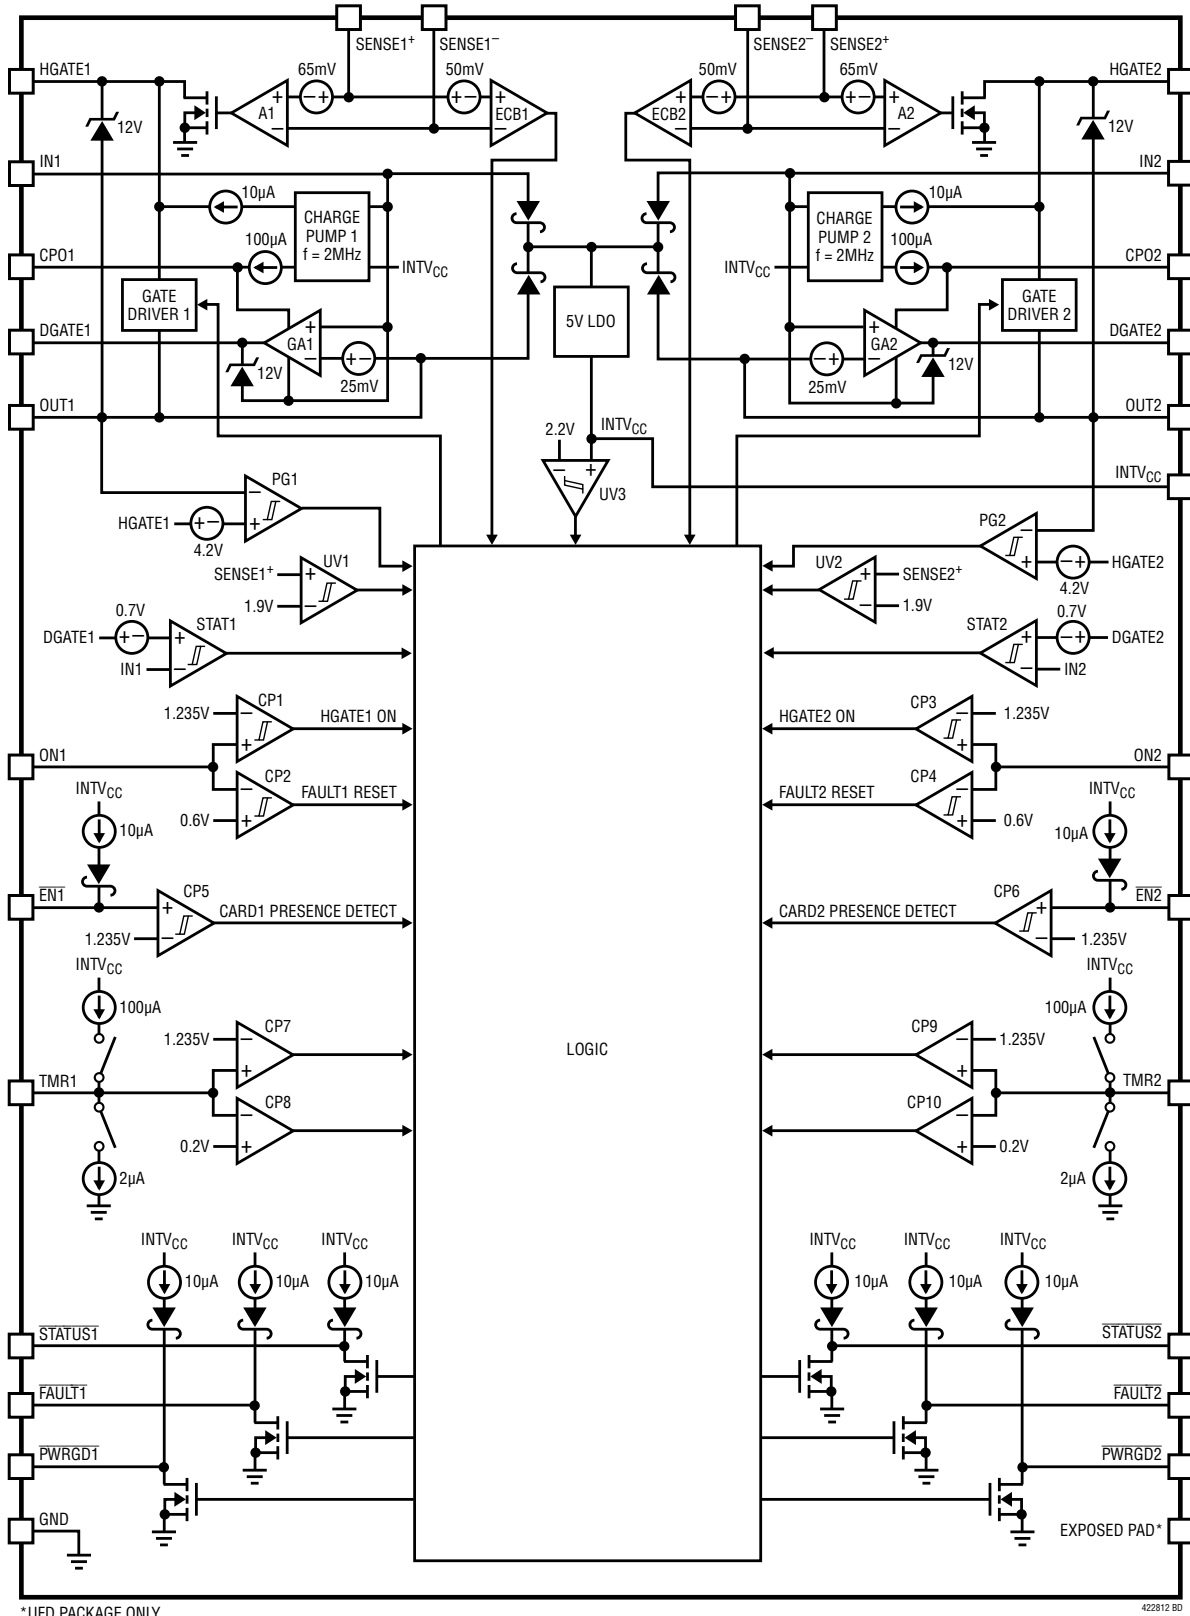 SENSE1+ SENSE1− SENSE2− SENSE2+
HGATE1 65mV 50mV 50mV 65mV HGATE2
A1 ECB1 ECB2 A2
12V 12V
IN1 IN2
10µA CHARGE PUMP 1 f = 2MHz CHARGE PUMP 2 f = 2MHz 10µA
100µA 100µA
CPO1 INTVCC INTVCC CPO2
GATE DRIVER 1 5V LDO GATE DRIVER 2
DGATE1 GA1 GA2 DGATE2
12V 25mV 25mV 12V
OUT1 OUT2
2.2V INTVCC
INTVCC
UV3
PG1 PG2
HGATE1 4.2V 4.2V HGATE2
SENSE1+ UV1 UV2 SENSE2+
1.9V 1.9V
0.7V STAT1 STAT2 0.7V
DGATE1 DGATE2
IN1 IN2
1.235V CP1 HGATE1 ON HGATE2 ON CP3 1.235V
ON1 ON2
CP2 FAULT1 RESET FAULT2 RESET CP4
0.6V 0.6V
INTVCC INTVCC
10µA 10µA
EN1 CP5 CARD1 PRESENCE DETECT CARD2 PRESENCE DETECT CP6 EN2
1.235V 1.235V
INTVCC INTVCC
100µA 100µA
1.235V CP7 LOGIC CP9 1.235V
TMR1 TMR2
CP8 CP10
0.2V 0.2V
2µA 2µA
INTVCC INTVCC INTVCC INTVCC INTVCC INTVCC
10µA 10µA 10µA 10µA 10µA 10µA
STATUS1 STATUS2
FAULT1 FAULT2
PWRGD1 PWRGD2
GND EXPOSED PAD*
*UFD PACKAGE ONLY
422812 BD